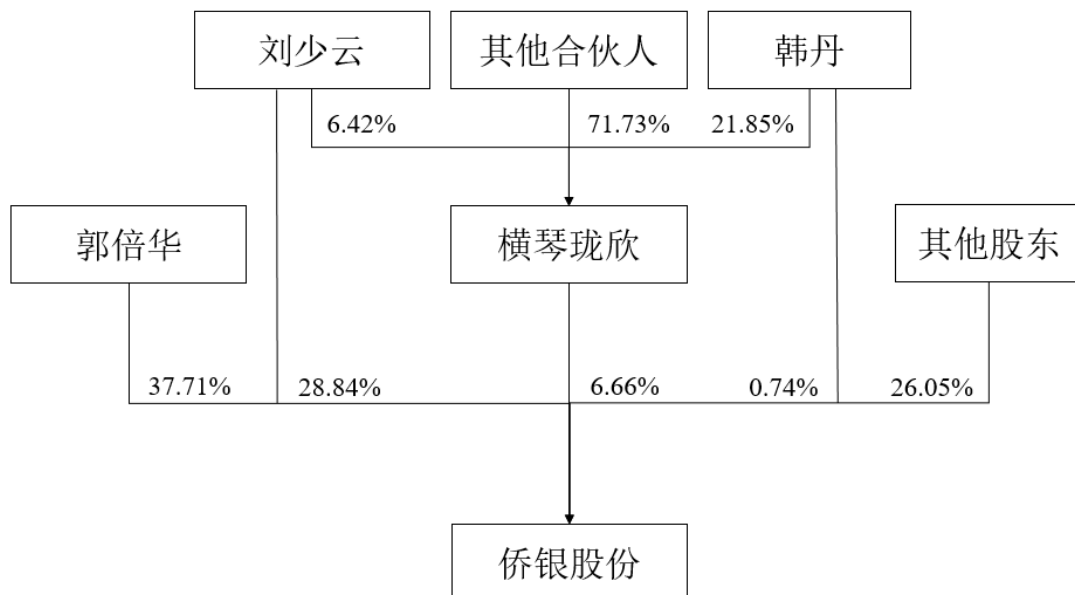 刘少云
其他合伙人
韩丹
6.42%
71.73%
21.85%
郭倍华
横琴珑欣
其他股东
37.71%
28.84%
6.66%
0.74%
26.05%
侨银股份